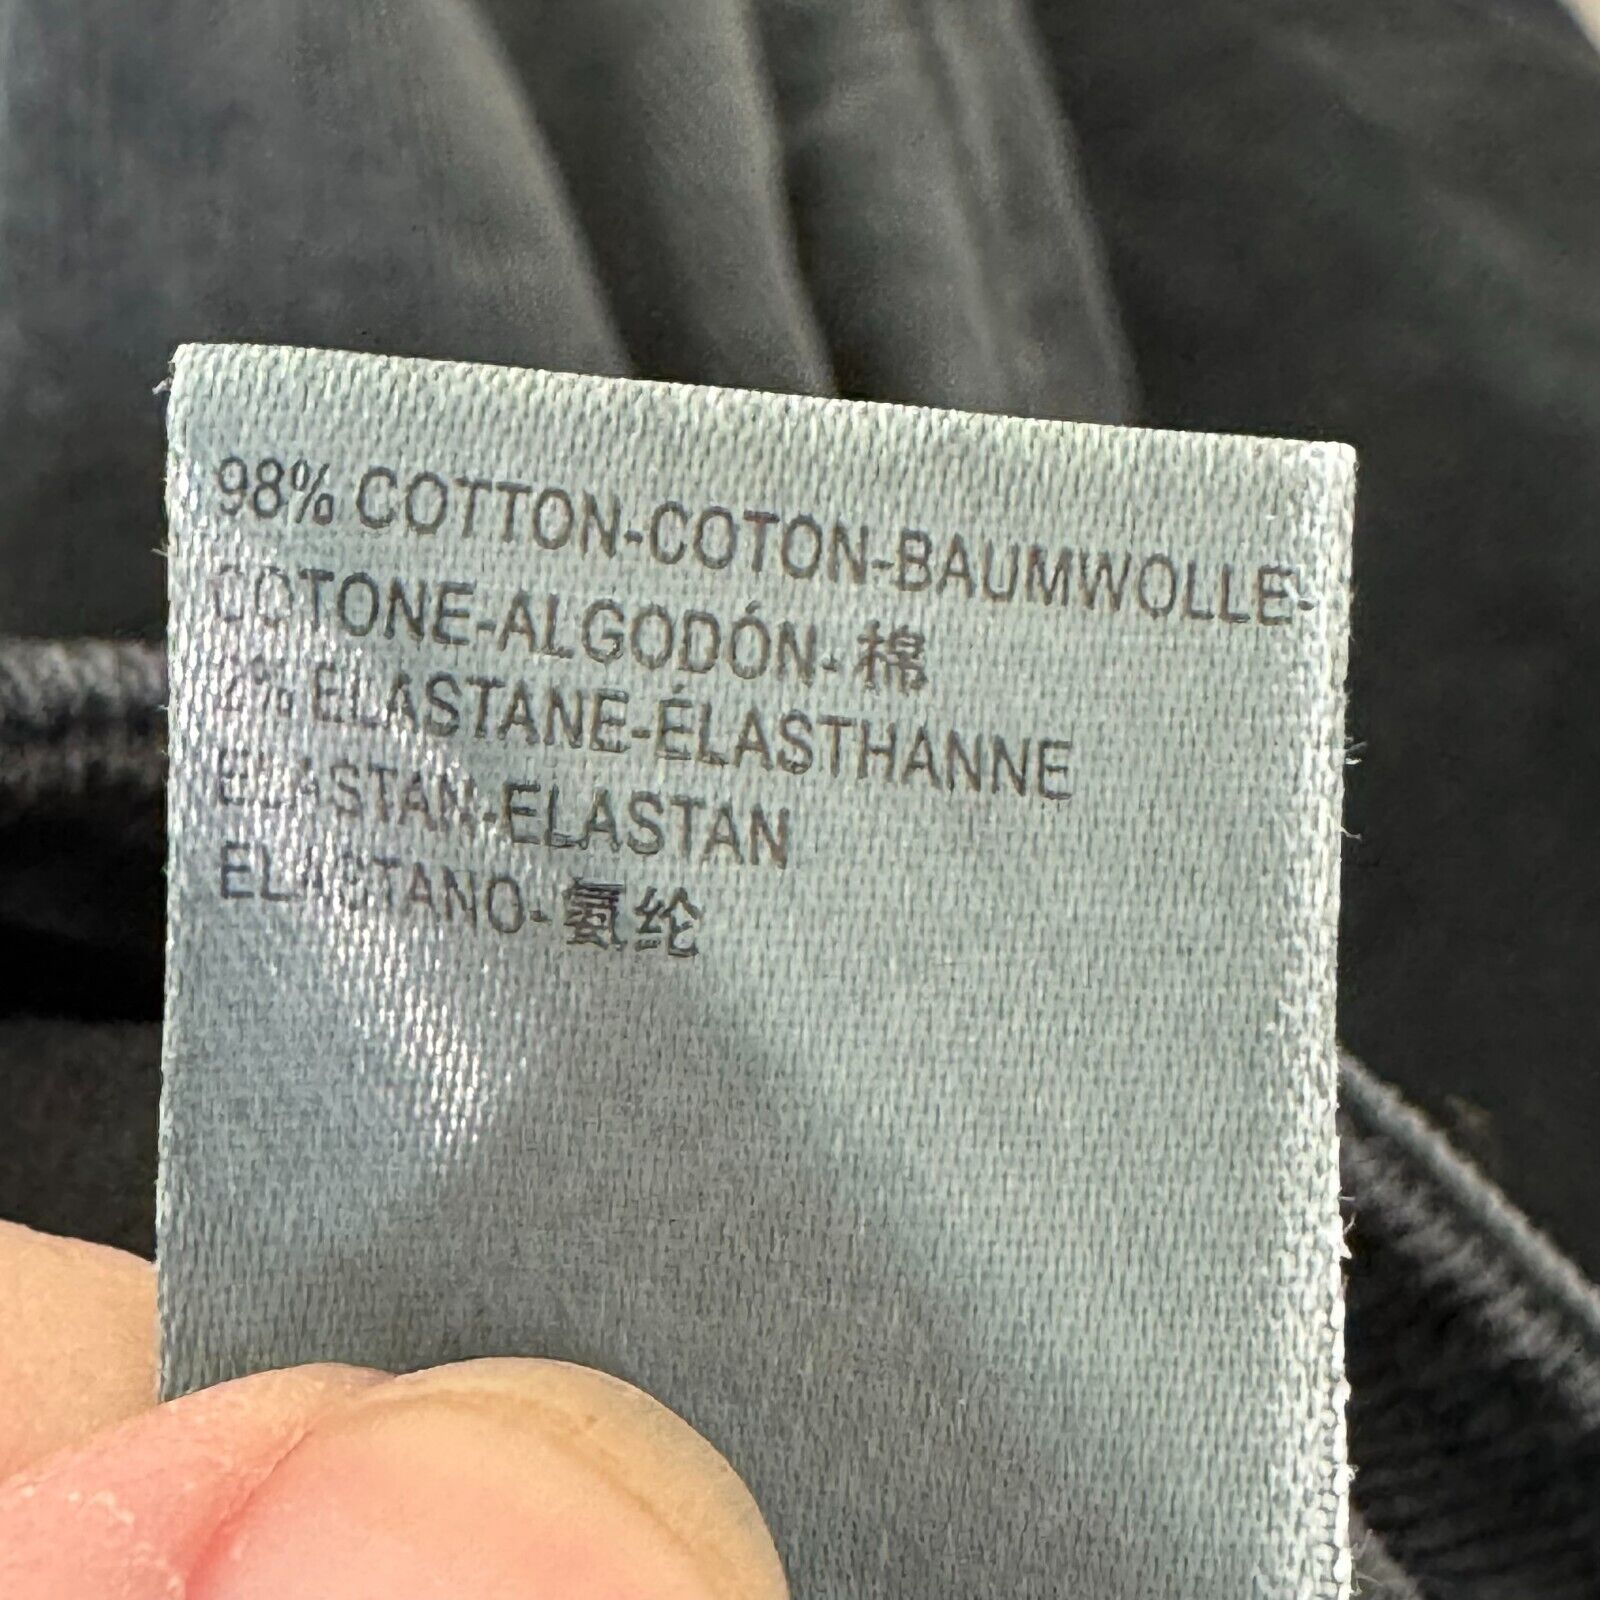 98% COTTON-COTON-BAUMWOLLE-
COTONE-ALGODÓN-棉
2% ELASTANE-ÉLASTHANNE
ELASTAN-ELASTAN
ELASTANO-氨纶